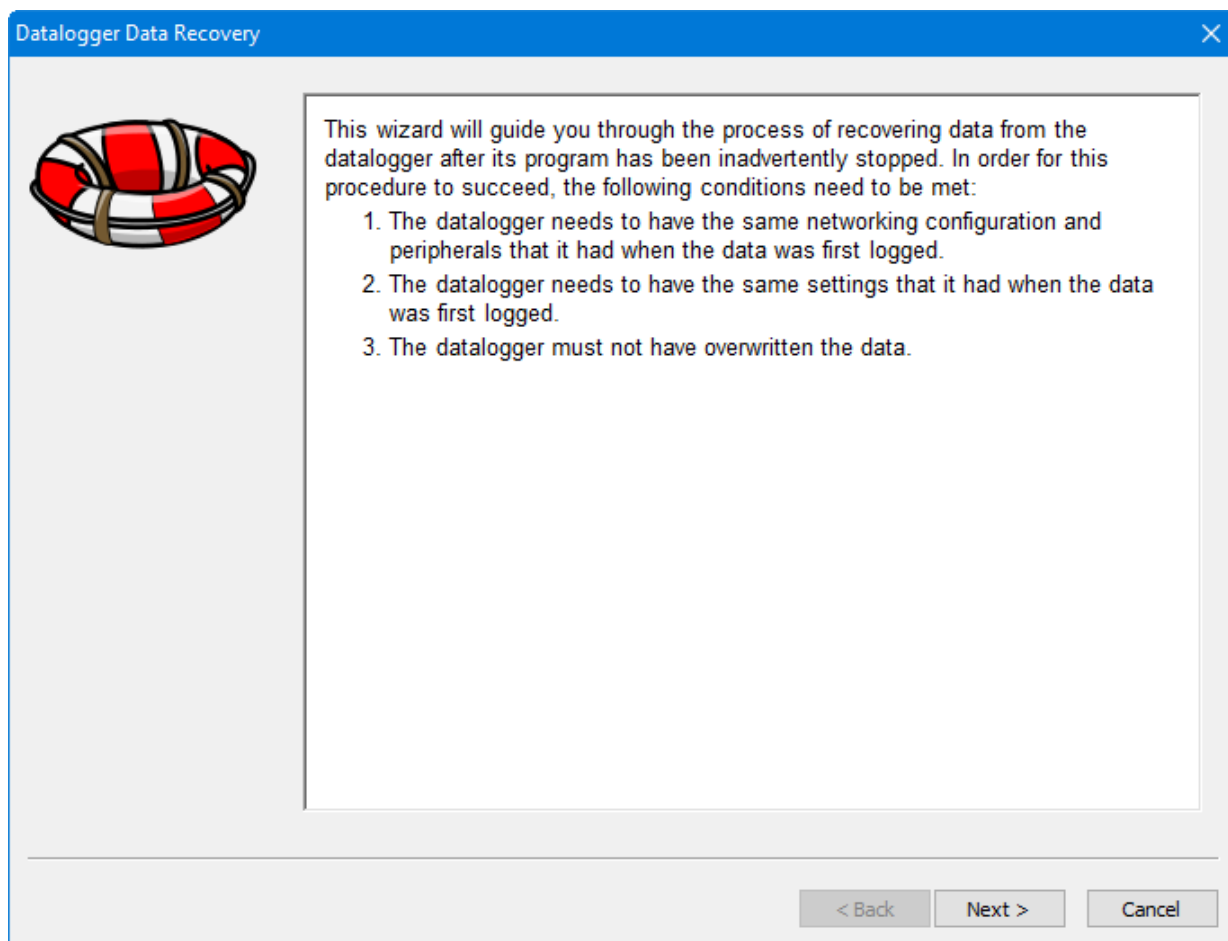 Datalogger Data Recovery
This wizard will guide you through the process of recovering data from the
datalogger after its program has been inadvertently stopped. In order for this
procedure to succeed, the following conditions need to be met:
1. The datalogger needs to have the same networking configuration and
peripherals that it had when the data was first logged.
2. The datalogger needs to have the same settings that it had when the data
was first logged.
3. The datalogger must not have overwritten the data.
< Back Next > Cancel